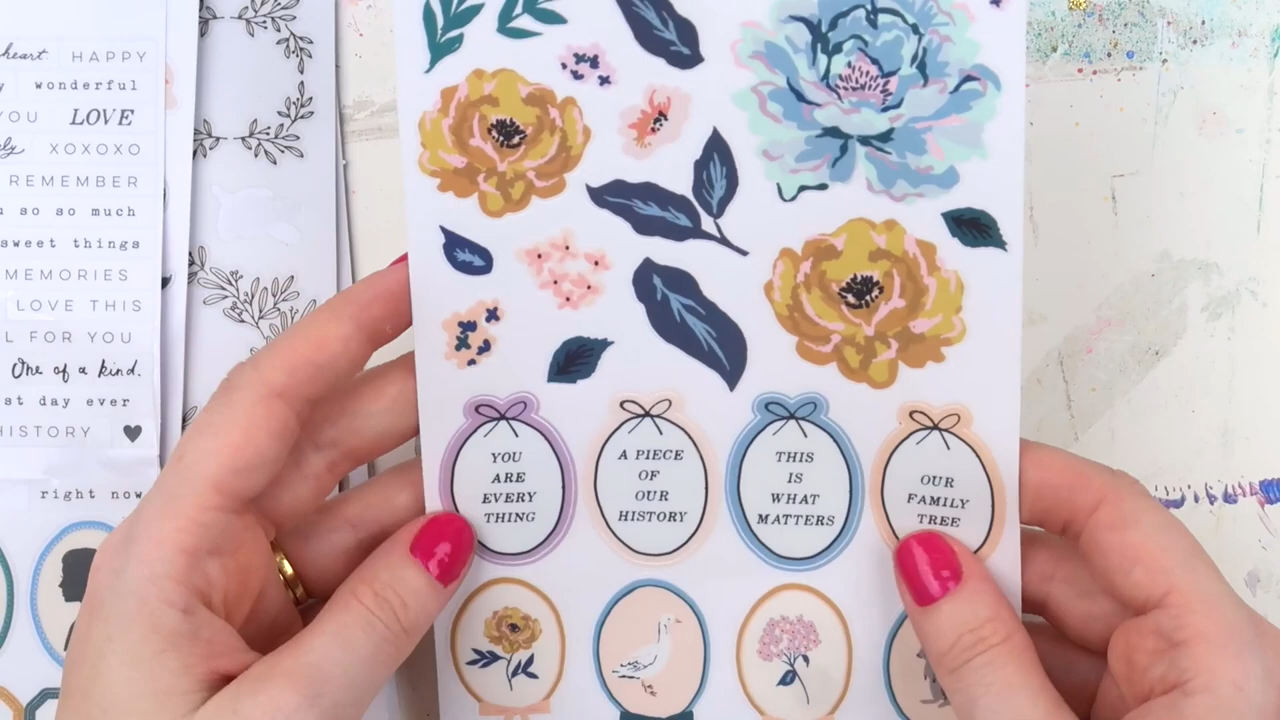 heart HAPPY
wonderful
YOU LOVE
XOXOXO
REMEMBER
so so much
sweet things
MEMORIES
LOVE THIS
FOR YOU
One of a kind.
day ever
HISTORY
right now
YOU
ARE
EVERY
THING
A PIECE
OF
OUR
HISTORY
THIS
IS
WHAT
MATTERS
OUR
FAMILY
TREE